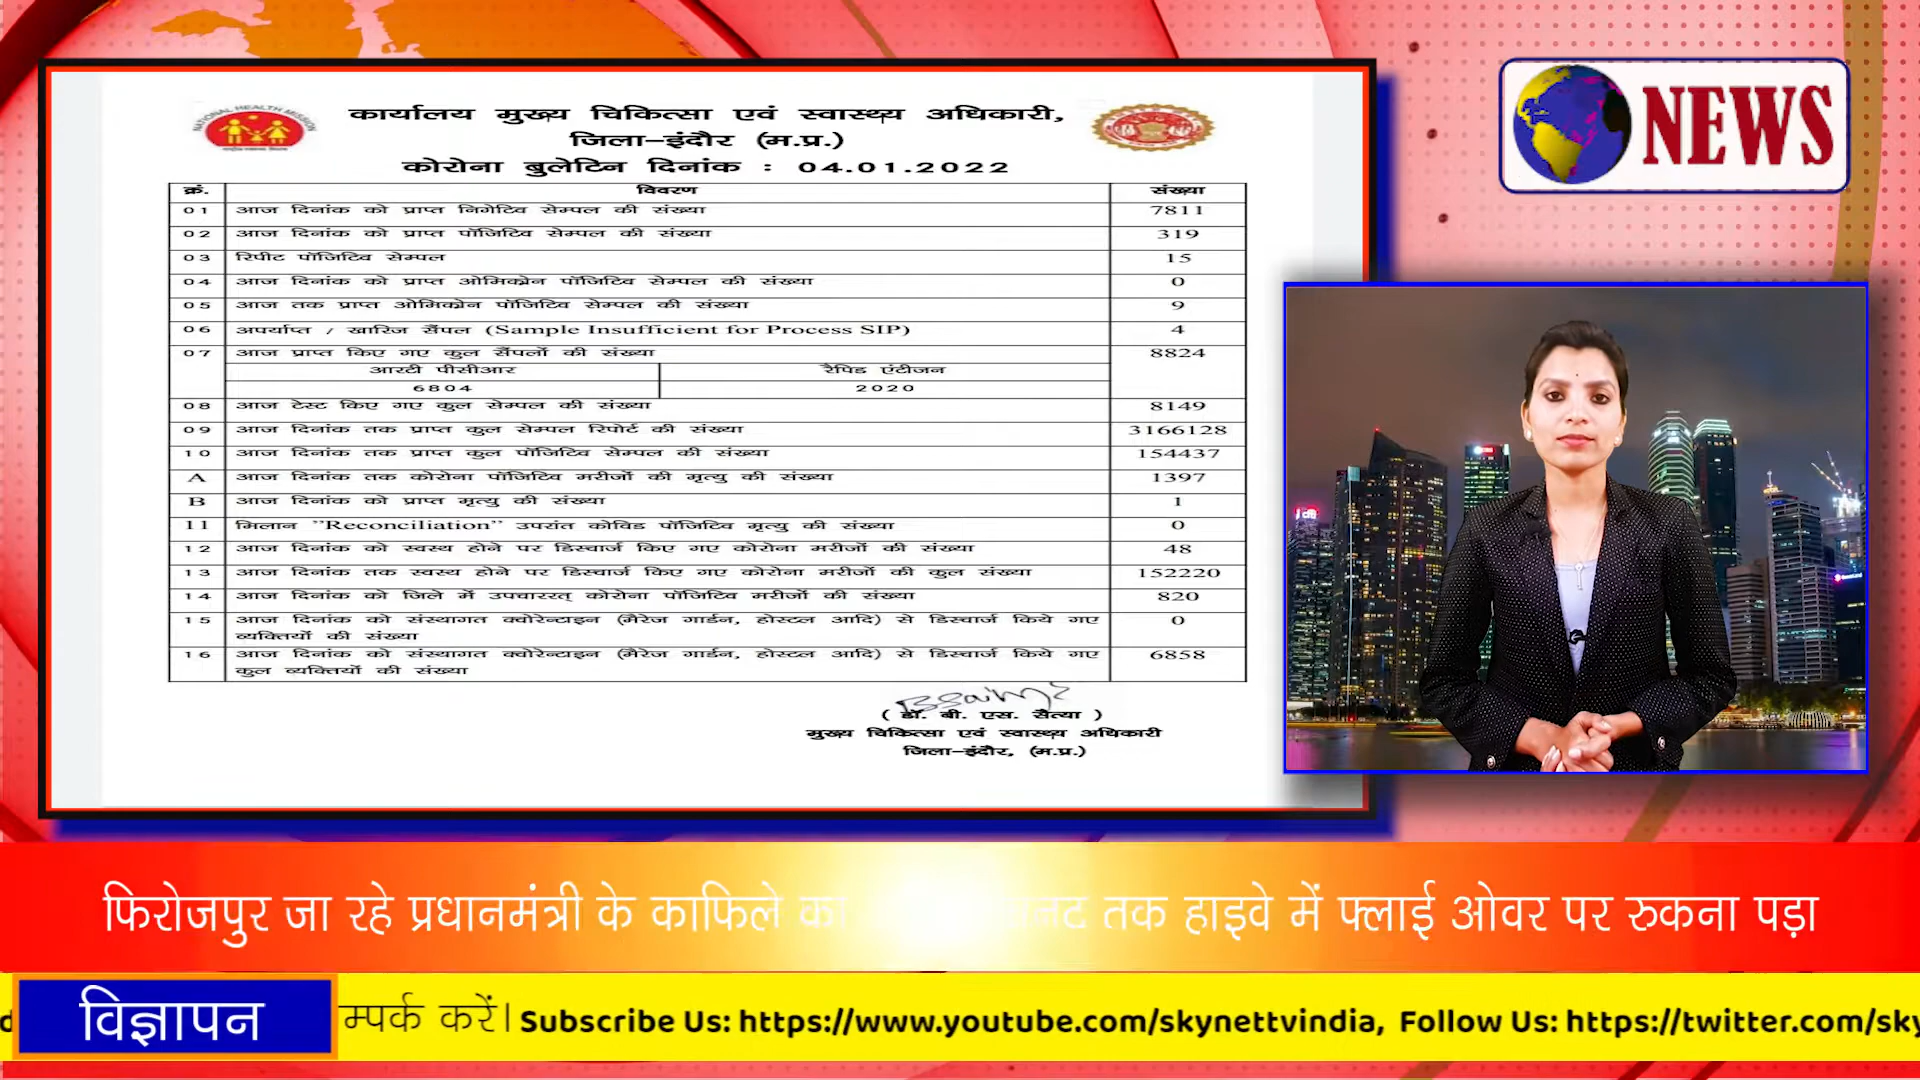 NATIONAL HEALTH MISSION
कार्यालय मुख्य चिकित्सा एवं स्वास्थ्य अधिकारी,
जिला-इंदौर (म.प्र.)
कोरोना बुलेटिन दिनांक : 04.01.2022
क्रं. विवरण संख्या
01 आज दिनांक को प्राप्त निगेटिव सेम्पल की संख्या 7811
02 आज दिनांक को प्राप्त पॉजिटिव सेम्पल की संख्या 319
03 रिपीट पॉजिटिव सेम्पल 15
04 आज दिनांक को प्राप्त ओमिक्रोन पॉजिटिव सेम्पल की संख्या 0
05 आज तक प्राप्त ओमिक्रोन पॉजिटिव सेम्पल की संख्या 9
06 अपर्याप्त / खारिज सैंपल (Sample Insufficient for Process SIP) 4
07 आज प्राप्त किए गए कुल सैंपलों की संख्या 8824
आरटी पीसीआर रैपिड एंटीजन
6804 2020
08 आज टेस्ट किए गए कुल सेम्पल की संख्या 8149
09 आज दिनांक तक प्राप्त कुल सेम्पल रिपोर्ट की संख्या 3166128
10 आज दिनांक तक प्राप्त कुल पॉजिटिव सेम्पल की संख्या 154437
A आज दिनांक तक कोरोना पॉजिटिव मरीजों की मृत्यु की संख्या 1397
B आज दिनांक को प्राप्त मृत्यु की संख्या 1
11 मिलान "Reconciliation" उपरांत कोविड पॉजिटिव मृत्यु की संख्या 0
12 आज दिनांक को स्वस्थ होने पर डिस्चार्ज किए गए कोरोना मरीजों की संख्या 48
13 आज दिनांक तक स्वस्थ होने पर डिस्चार्ज किए गए कोरोना मरीजों की कुल संख्या 152220
14 आज दिनांक को जिले में उपचाररत् कोरोना पॉजिटिव मरीजों की संख्या 820
15 आज दिनांक को संस्थागत क्वोरेन्टाइन (मैरेज गार्डन, होस्टल आदि) से डिस्चार्ज किये गए 0
व्यक्तियों की संख्या
16 आज दिनांक को संस्थागत क्वोरेन्टाइन (मैरेज गार्डन, होस्टल आदि) से डिस्चार्ज किये गए 6858
कुल व्यक्तियों की संख्या
( डॉ. बी. एस. सैत्या )
मुख्य चिकित्सा एवं स्वास्थ्य अधिकारी
जिला-इंदौर, (म.प्र.)
NEWS
citi
फिरोजपुर जा रहे प्रधानमंत्री के काफिले का तक हाइवे में फ्लाई ओवर पर रुकना पड़ा
विज्ञापन
म्पर्क करें। Subscribe Us: https://www.youtube.com/skynettvindia, Follow Us: https://twitter.com/sky